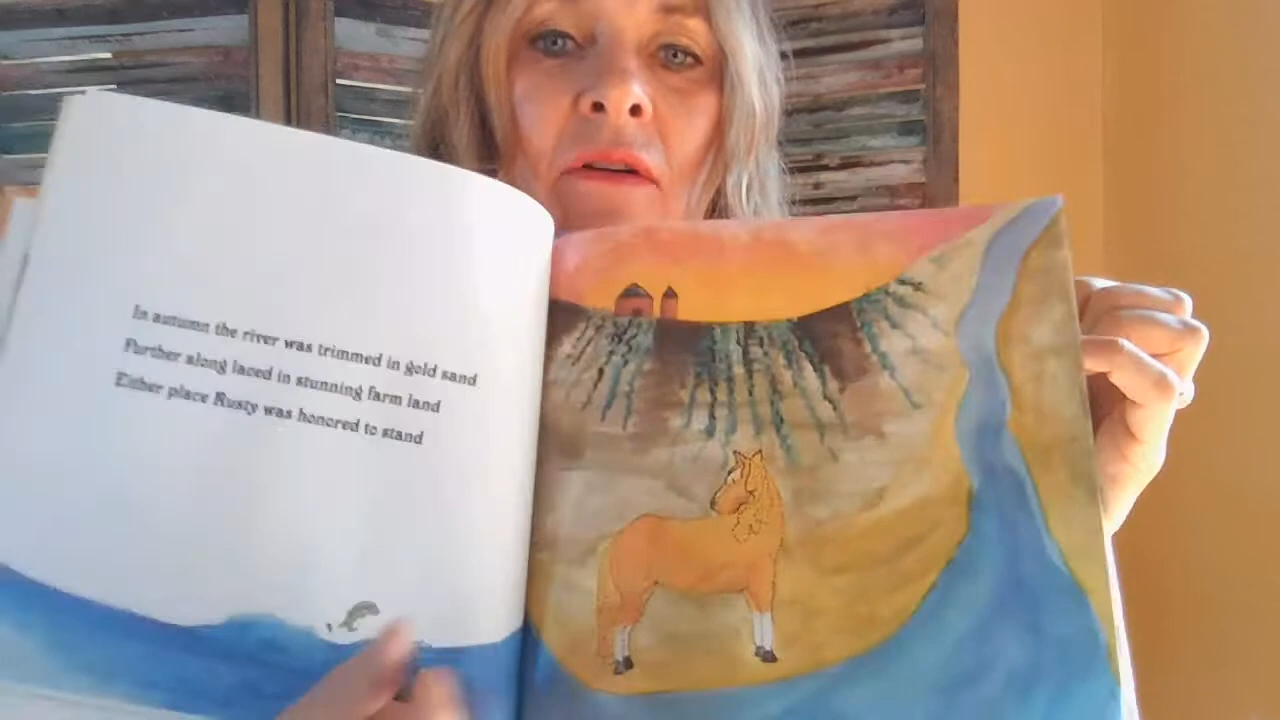 In autumn the river was trimmed in gold sand
Further along laced in stunning farm land
Either place Rusty was honored to stand